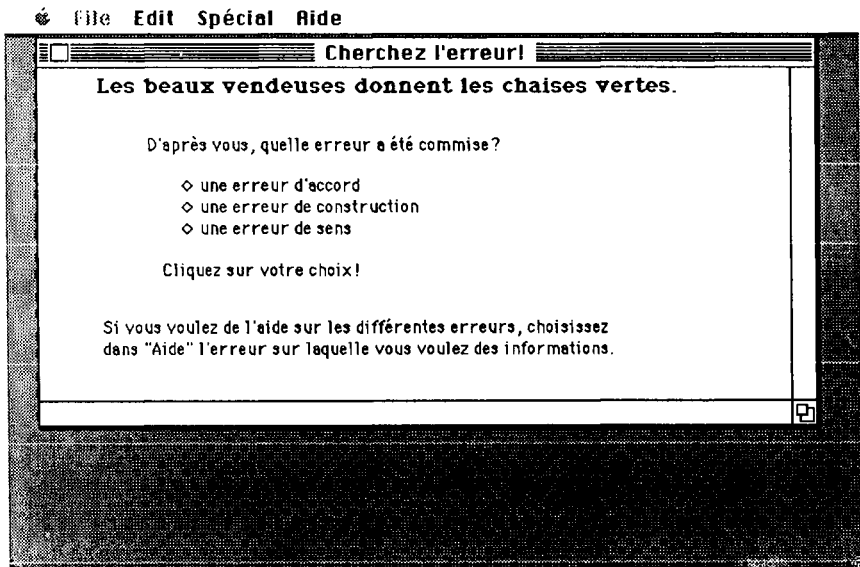 File Edit Spécial Aide
Cherchez l'erreur!
Les beaux vendeuses donnent les chaises vertes.
D'après vous, quelle erreur a été commise?
◇ une erreur d'accord
◇ une erreur de construction
◇ une erreur de sens
Cliquez sur votre choix!
Si vous voulez de l'aide sur les différentes erreurs, choisissez
dans "Aide" l'erreur sur laquelle vous voulez des informations.